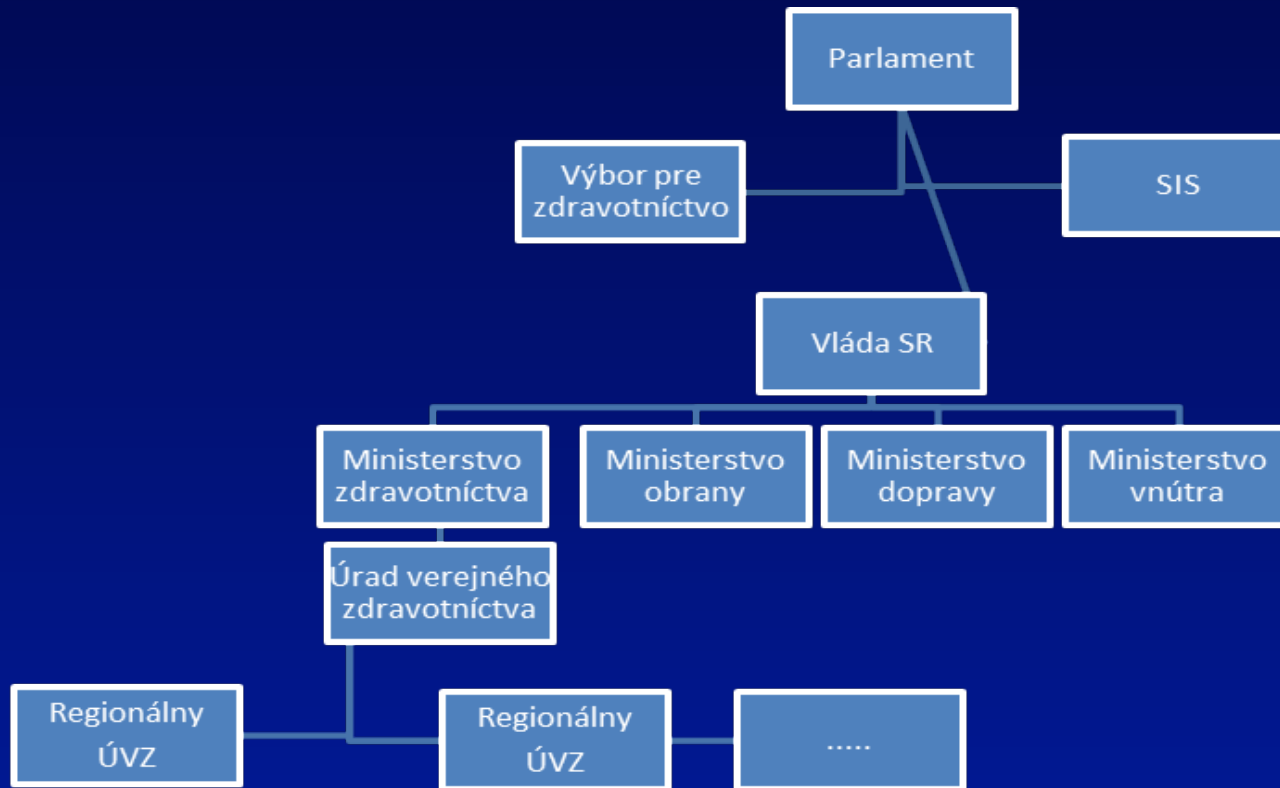 Parlament
Výbor pre
zdravotníctvo
SIS
Vláda SR
Ministerstvo
zdravotníctva
Ministerstvo
obrany
Ministerstvo
dopravy
Ministerstvo
vnútra
Úrad verejného
zdravotníctva
Regionálny
ÚVZ
Regionálny
ÚVZ
.....